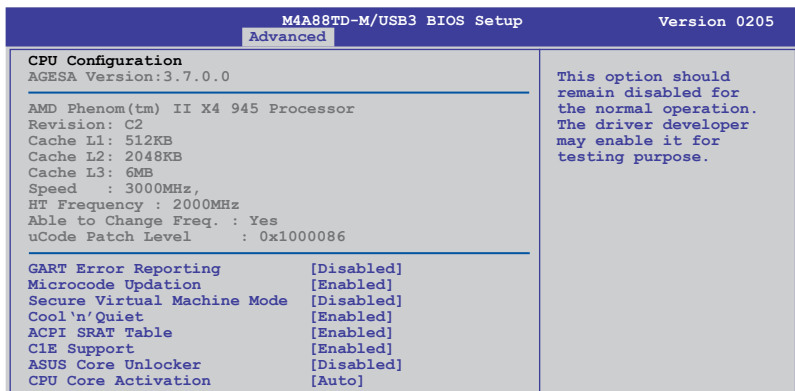 M4A88TD-M/USB3 BIOS Setup Version 0205
Advanced
CPU Configuration
AGESA Version:3.7.0.0
AMD Phenom(tm) II X4 945 Processor
Revision: C2
Cache L1: 512KB
Cache L2: 2048KB
Cache L3: 6MB
Speed : 3000MHz,
HT Frequency : 2000MHz
Able to Change Freq. : Yes
uCode Patch Level : 0x1000086
GART Error Reporting [Disabled]
Microcode Updation [Enabled]
Secure Virtual Machine Mode [Disabled]
Cool‘n’Quiet [Enabled]
ACPI SRAT Table [Enabled]
C1E Support [Enabled]
ASUS Core Unlocker [Disabled]
CPU Core Activation [Auto]
This option should
remain disabled for
the normal operation.
The driver developer
may enable it for
testing purpose.